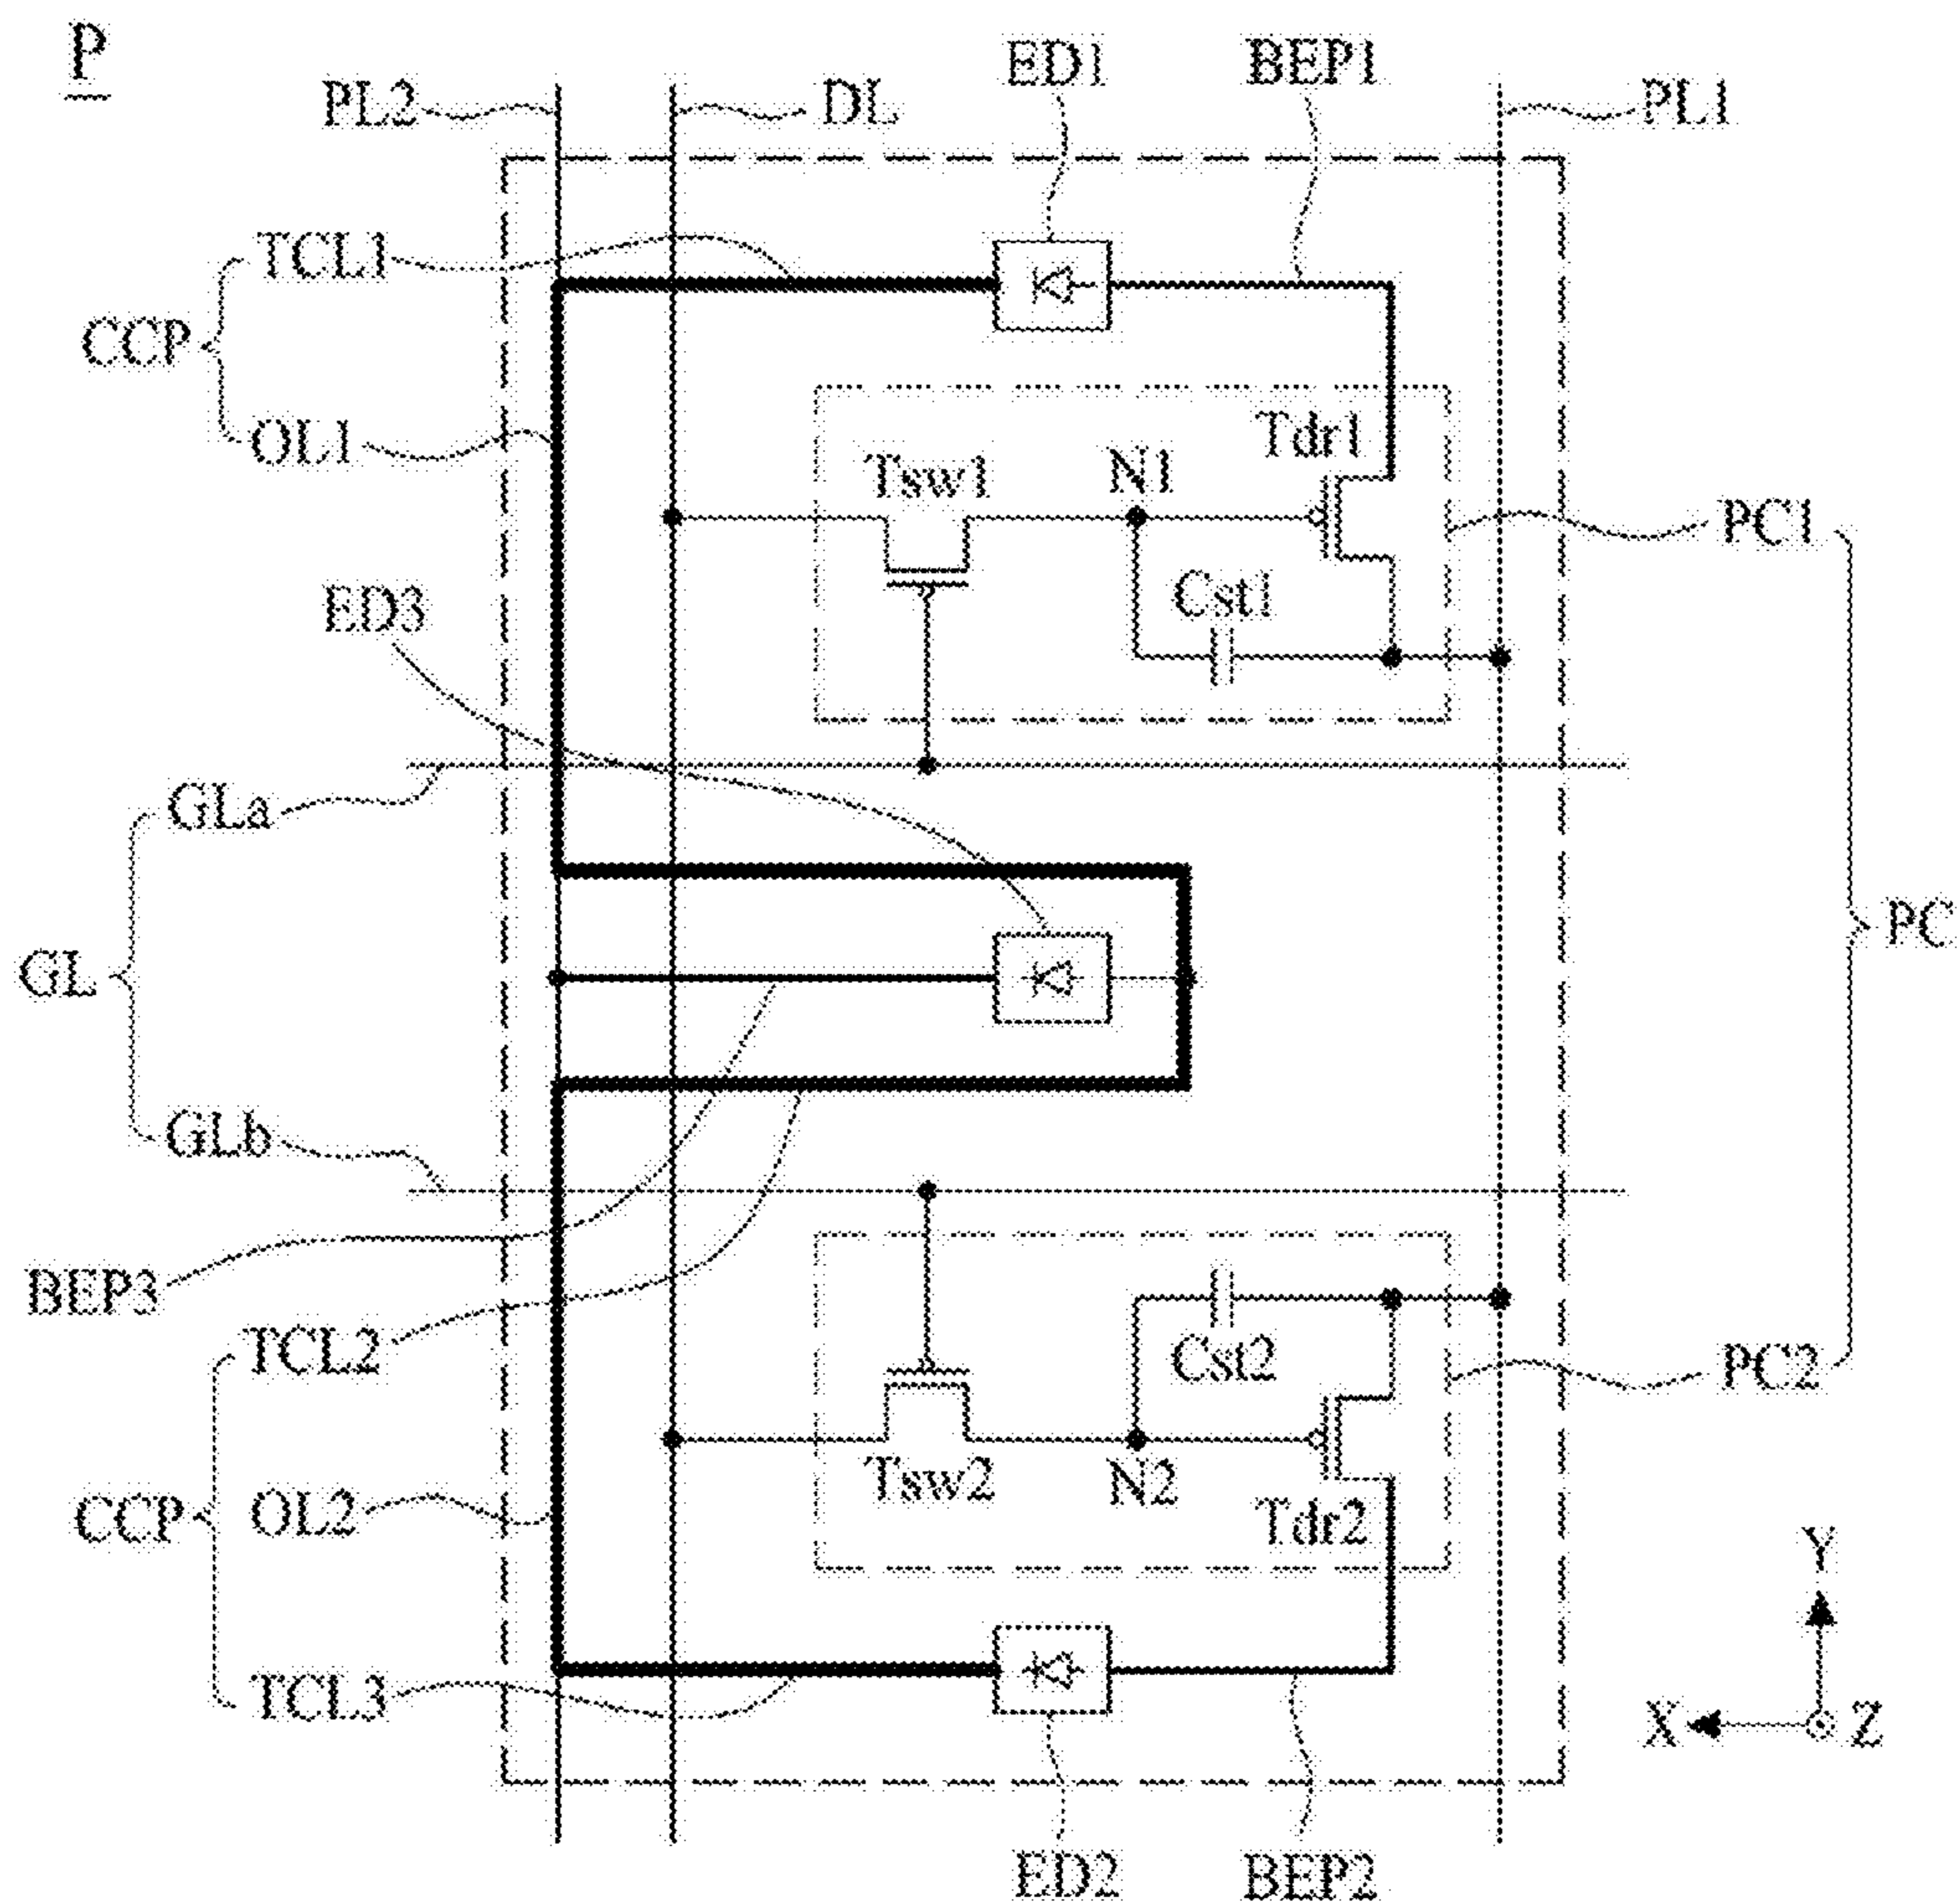 P
PL2
DL
ED1
BEP1
PL1
TCL1
CCP
OL1
Tdr1
Tsw1
N1
PC1
Cst1
ED3
GLa
PC
GL
GLb
BEP3
TCL2
Cst2
PC2
Tsw2
N2
OL2
CCP
Tdr2
Y
TCL3
X
Z
ED2
BEP2